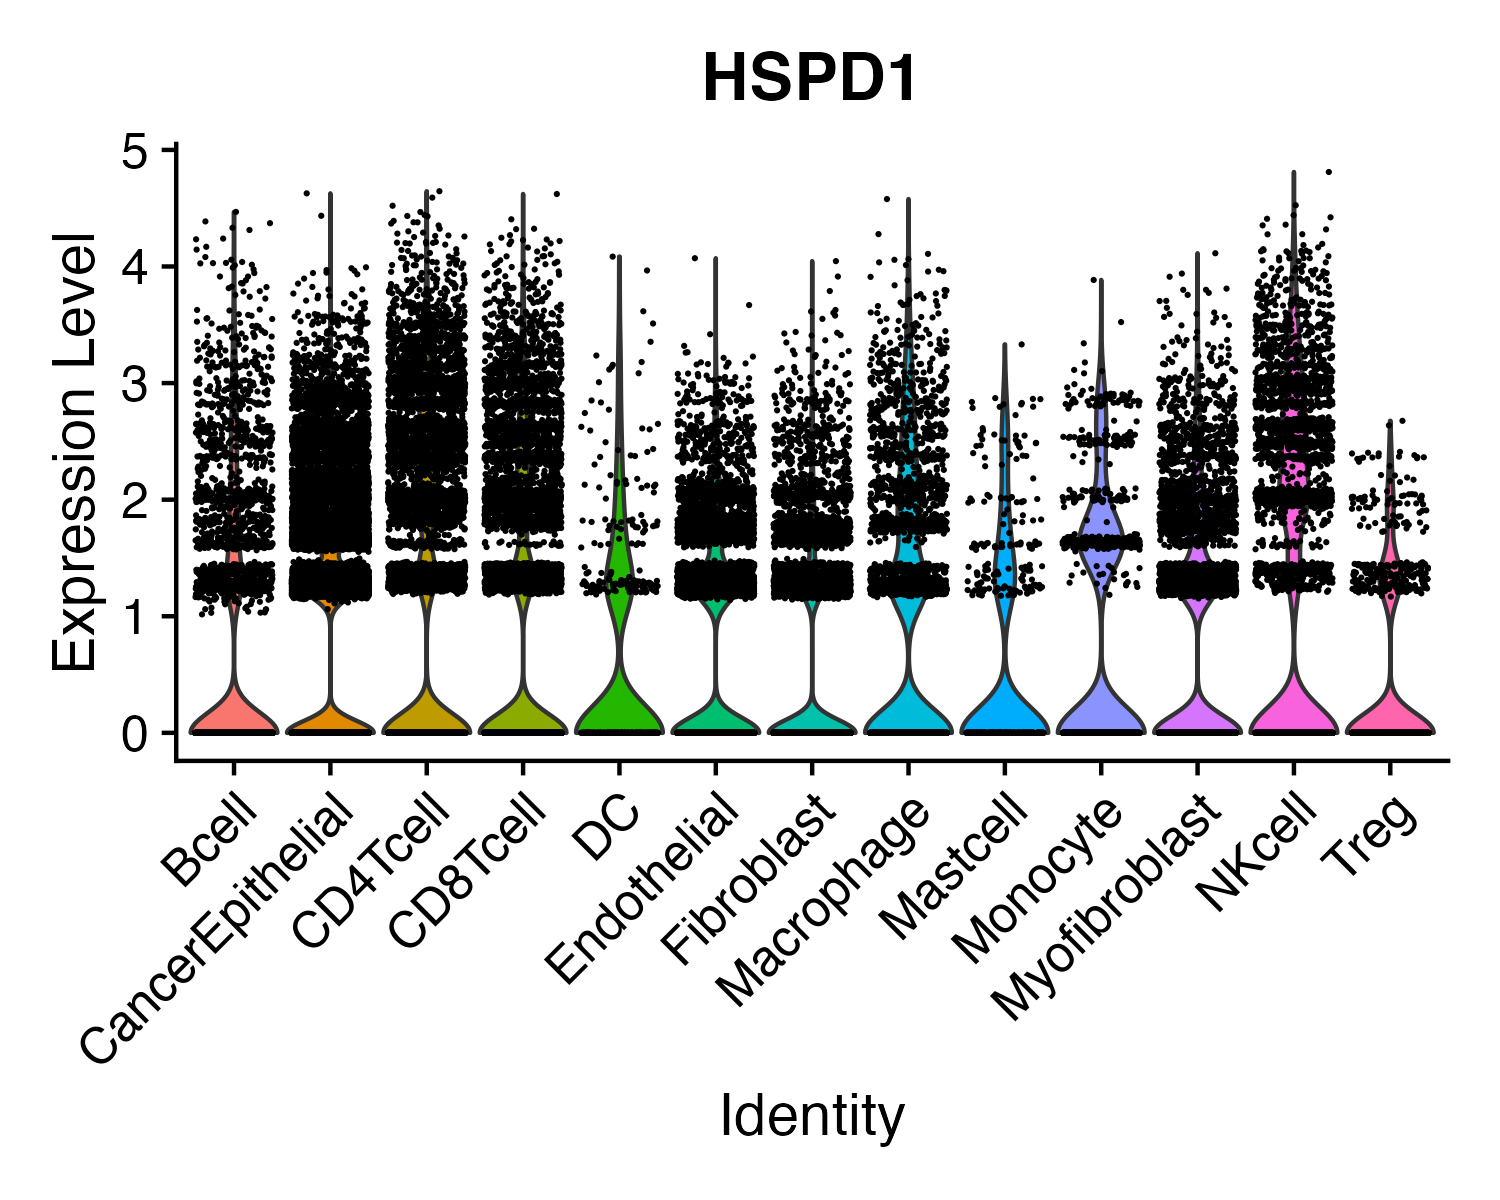 HSPD1
Expression Level
5
4
3
2
1
0
Bcell
CancerEpithelial
CD4Tcell
CD8Tcell
DC
Endothelial
Fibroblast
Macrophage
Mastcell
Monocyte
Myofibroblast
NKcell
Treg
Identity